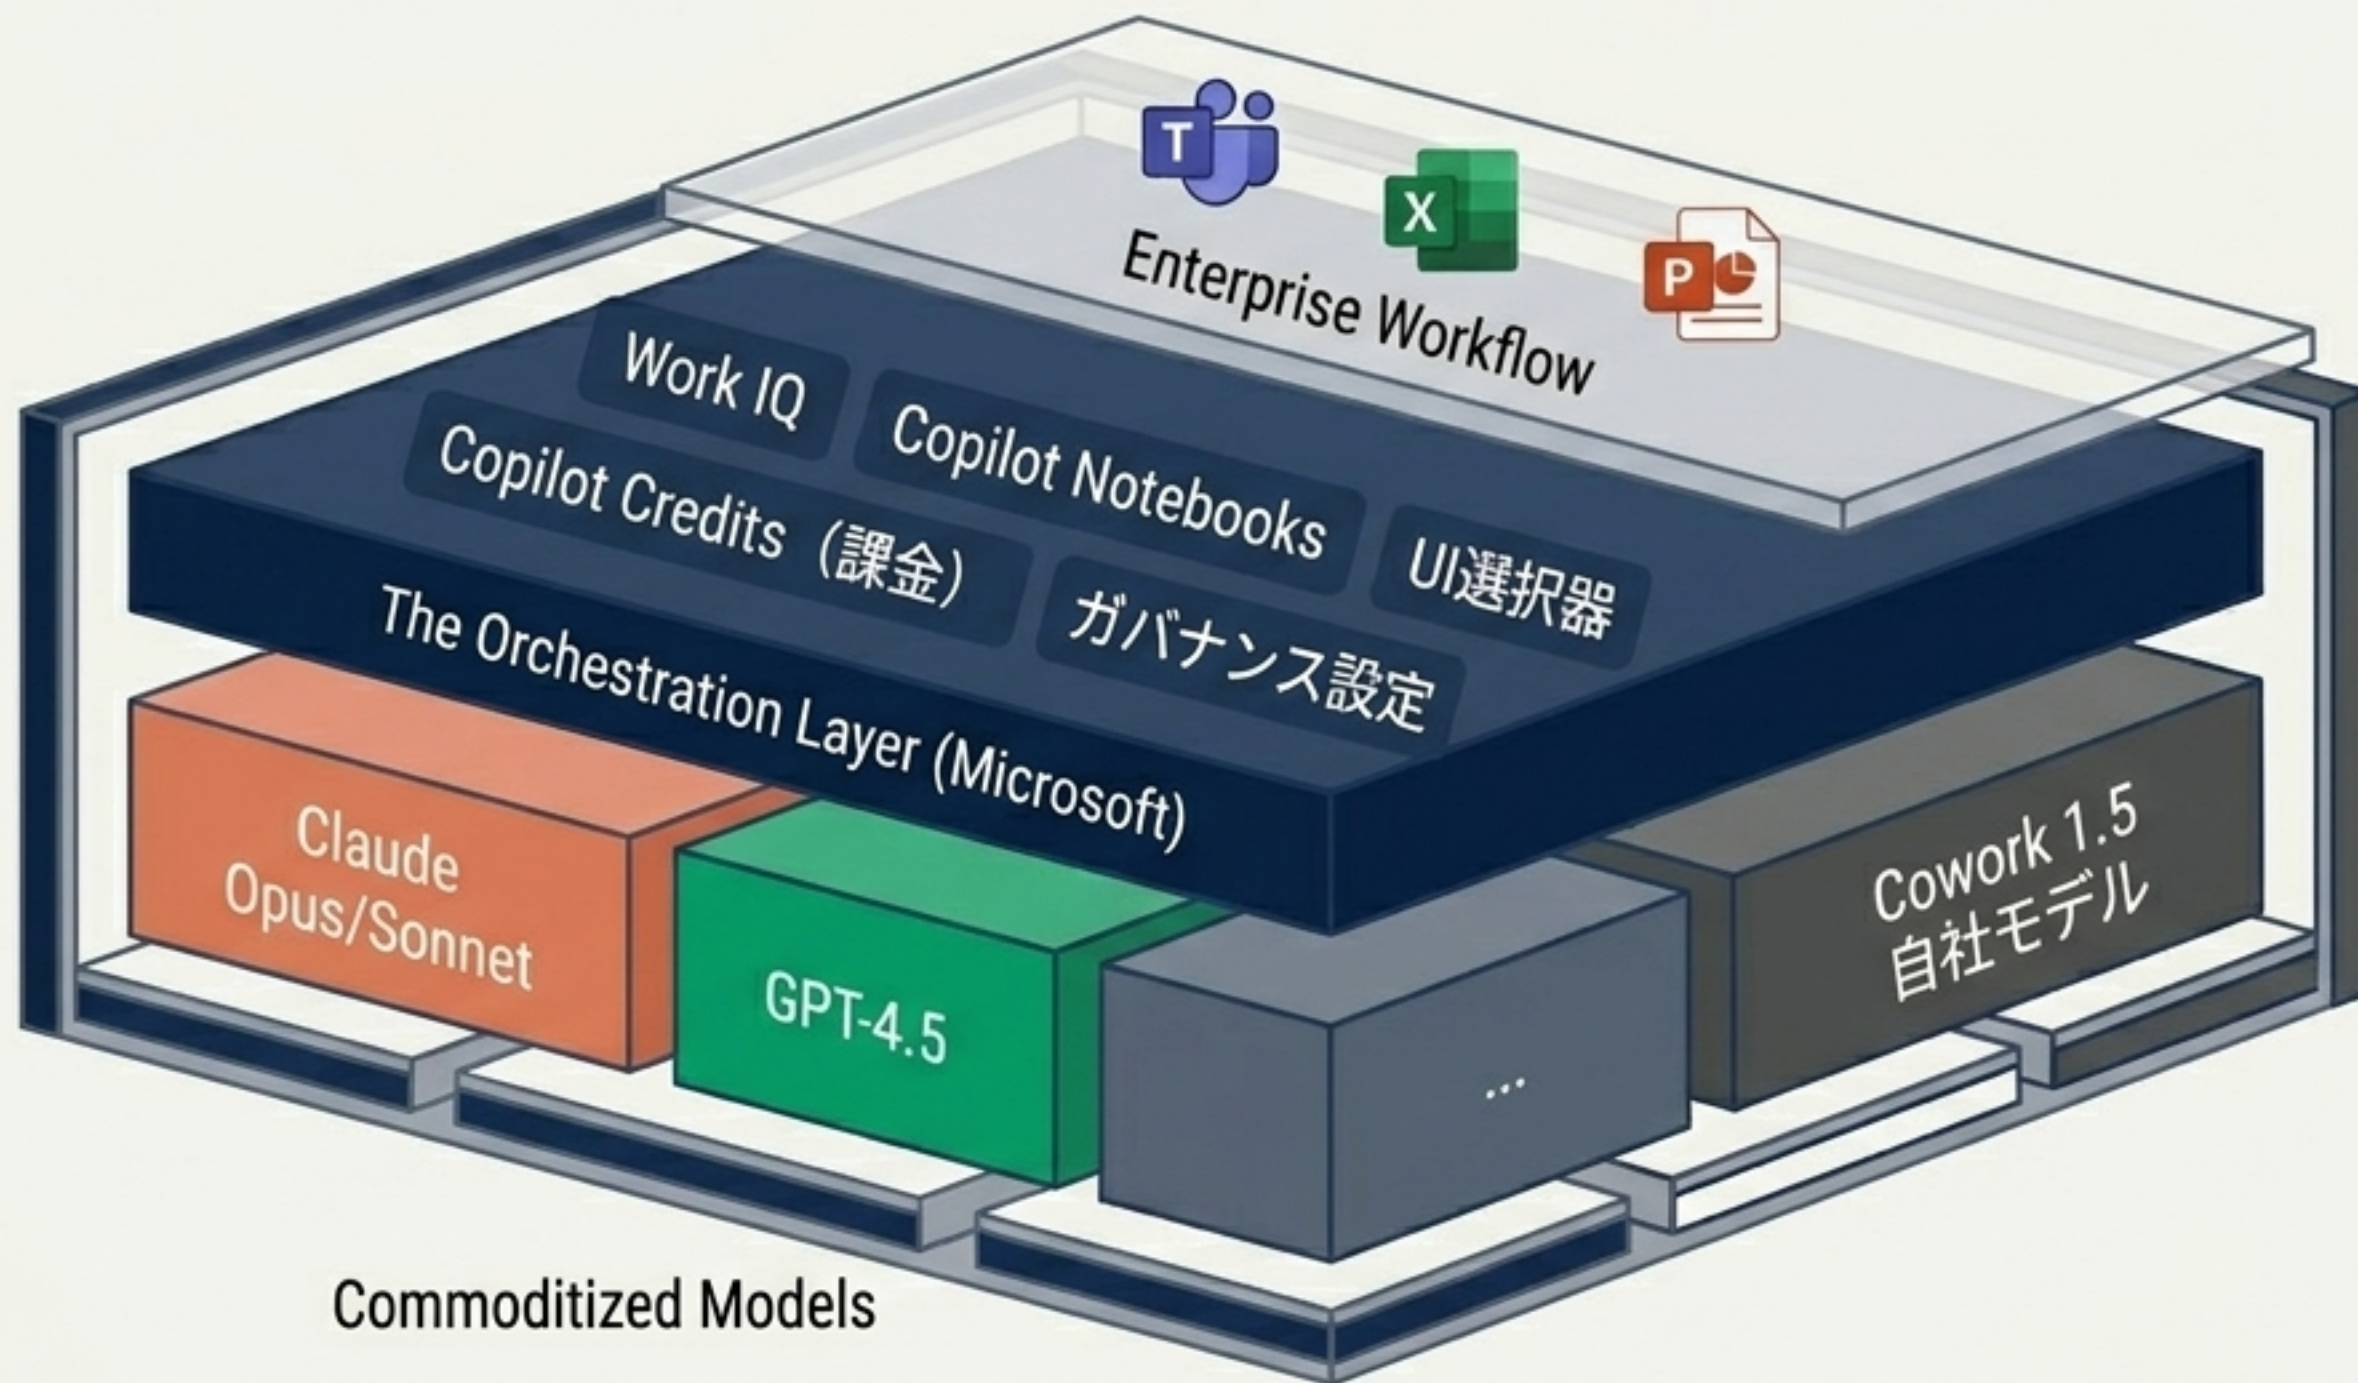 T
X
P
Enterprise Workflow
Work IQ
Copilot Notebooks
UI選択器
Copilot Credits（課金）
ガバナンス設定
The Orchestration Layer (Microsoft)
Claude
Opus/Sonnet
GPT-4.5
...
Cowork 1.5
自社モデル
Commoditized Models